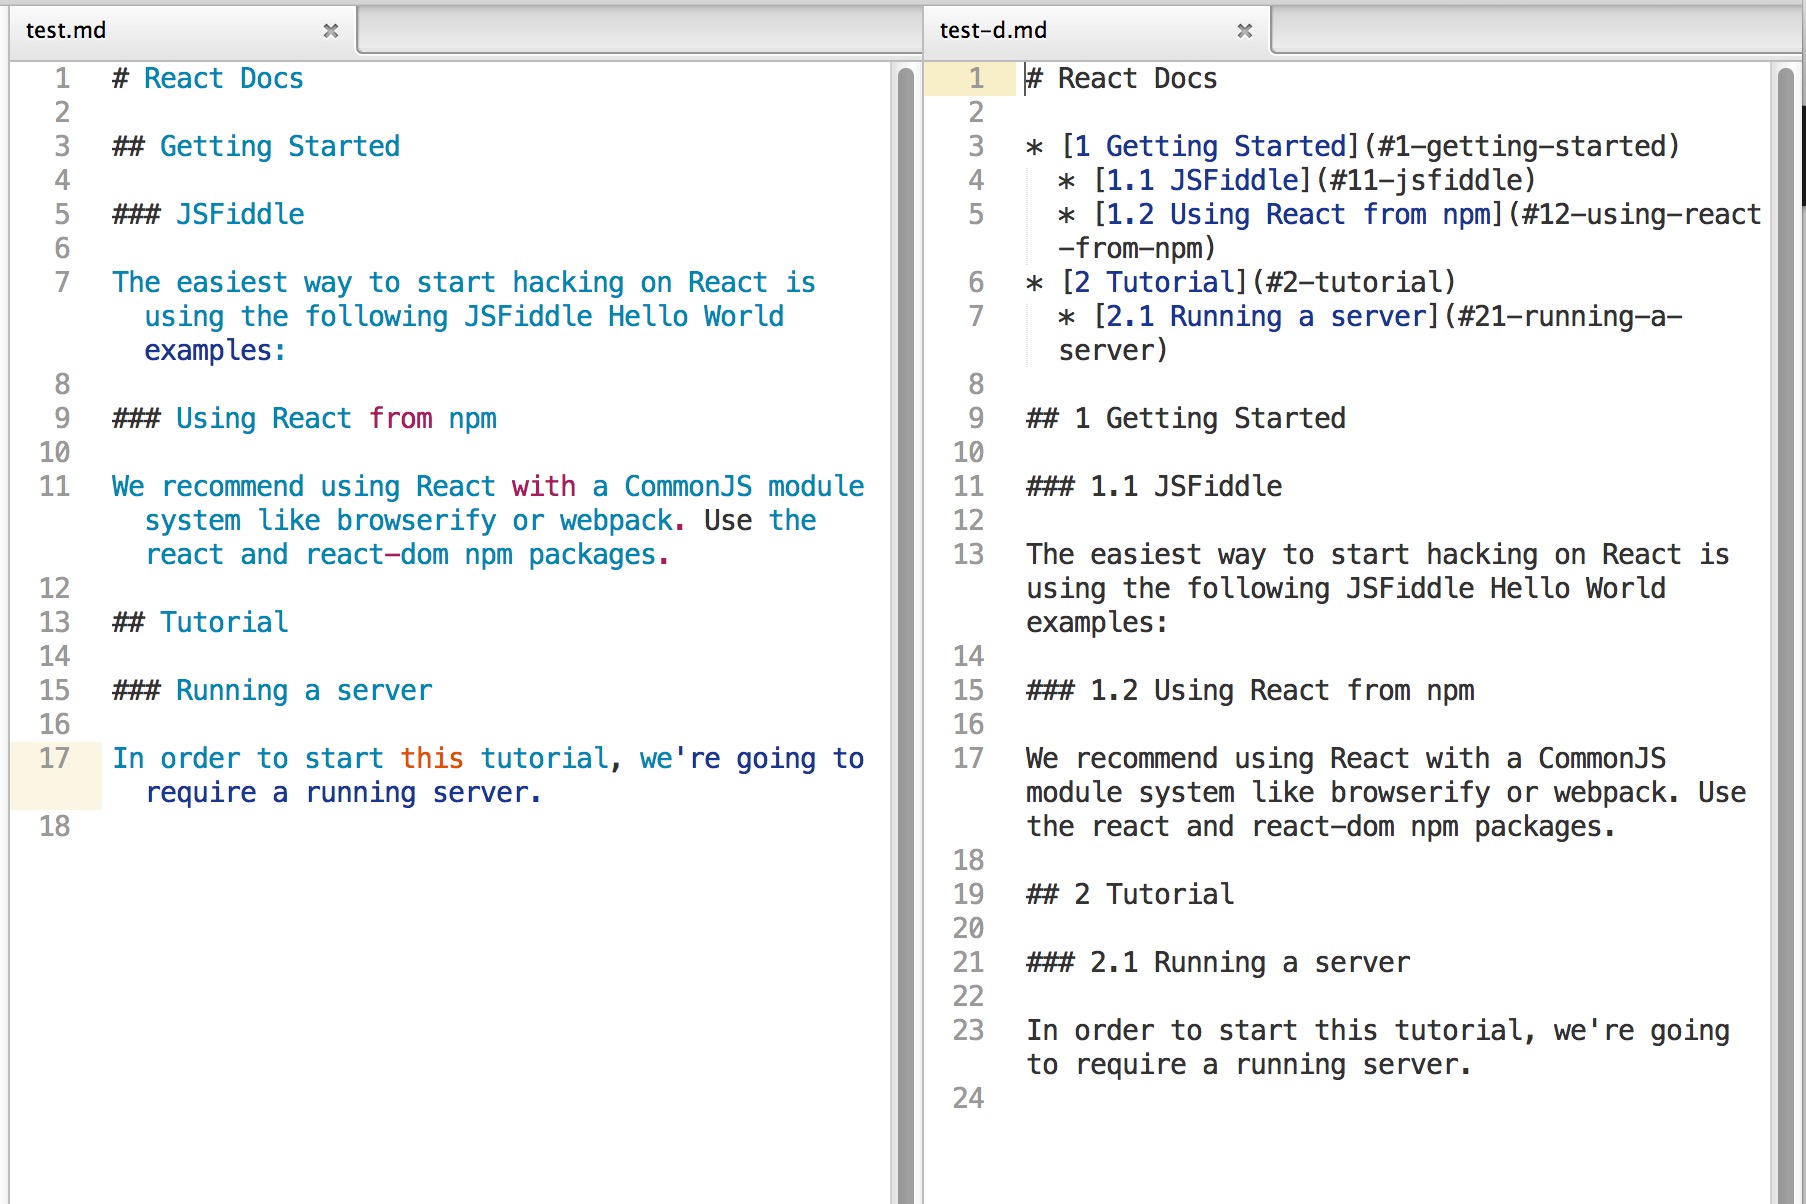 test.md
1 # React Docs
2
3 ## Getting Started
4
5 ### JSFiddle
6
7 The easiest way to start hacking on React is
using the following JSFiddle Hello World
examples:
8
9 ### Using React from npm
10
11 We recommend using React with a CommonJS module
system like browserify or webpack. Use the
react and react-dom npm packages.
12
13 ## Tutorial
14
15 ### Running a server
16
17 In order to start this tutorial, we're going to
require a running server.
18
test-d.md
1 # React Docs
2
3 * [1 Getting Started](#1-getting-started)
4 * [1.1 JSFiddle](#11-jsfiddle)
5 * [1.2 Using React from npm](#12-using-react
-from-npm)
6 * [2 Tutorial](#2-tutorial)
7 * [2.1 Running a server](#21-running-a-
server)
8
9 ## 1 Getting Started
10
11 ### 1.1 JSFiddle
12
13 The easiest way to start hacking on React is
using the following JSFiddle Hello World
examples:
14
15 ### 1.2 Using React from npm
16
17 We recommend using React with a CommonJS
module system like browserify or webpack. Use
the react and react-dom npm packages.
18
19 ## 2 Tutorial
20
21 ### 2.1 Running a server
22
23 In order to start this tutorial, we're going
to require a running server.
24